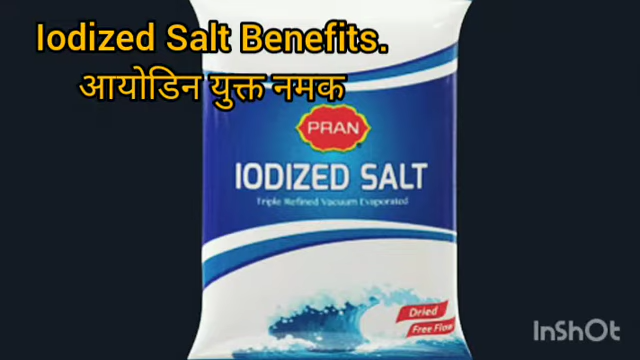 Iodized Salt Benefits.
आयोडिन युक्त नमक
PRAN
IODIZED SALT
Triple Refined Vacuum Evaporated
Dried
Free Flow
InShOt